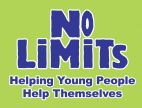 No
LiMiTs
Helping Young People
Help Themselves